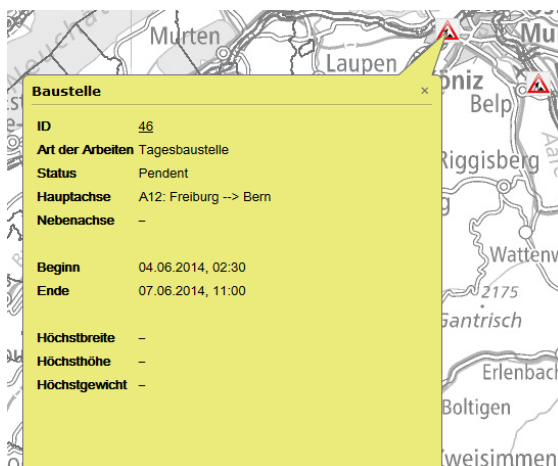 Murten
Laupen
Mu
Baustelle ×
öniz
Belp
ID 46
Art der Arbeiten Tagesbaustelle
Status Pendent
Riggisberg
Hauptachse A12: Freiburg --> Bern
Nebenachse –
Wattenw
Beginn 04.06.2014, 02:30
Ende 07.06.2014, 11:00
2175
Gantrisch
Höchstbreite –
Höchsthöhe –
Erlenbach
Höchstgewicht –
Boltigen
weisimmen